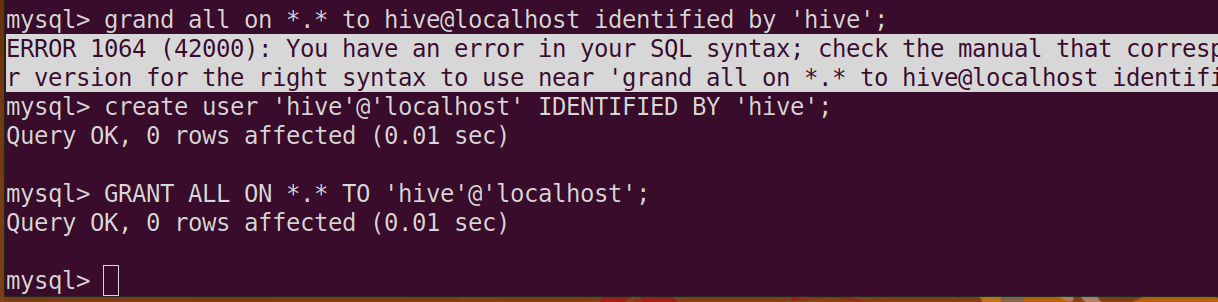 mysql> grand all on *.* to hive@localhost identified by 'hive';
ERROR 1064 (42000): You have an error in your SQL syntax; check the manual that
r version for the right syntax to use near 'grand all on *.* to hive@localhost
mysql> create user 'hive'@'localhost' IDENTIFIED BY 'hive';
Query OK, 0 rows affected (0.01 sec)
mysql> GRANT ALL ON *.* TO 'hive'@'localhost';
Query OK, 0 rows affected (0.01 sec)
mysql>